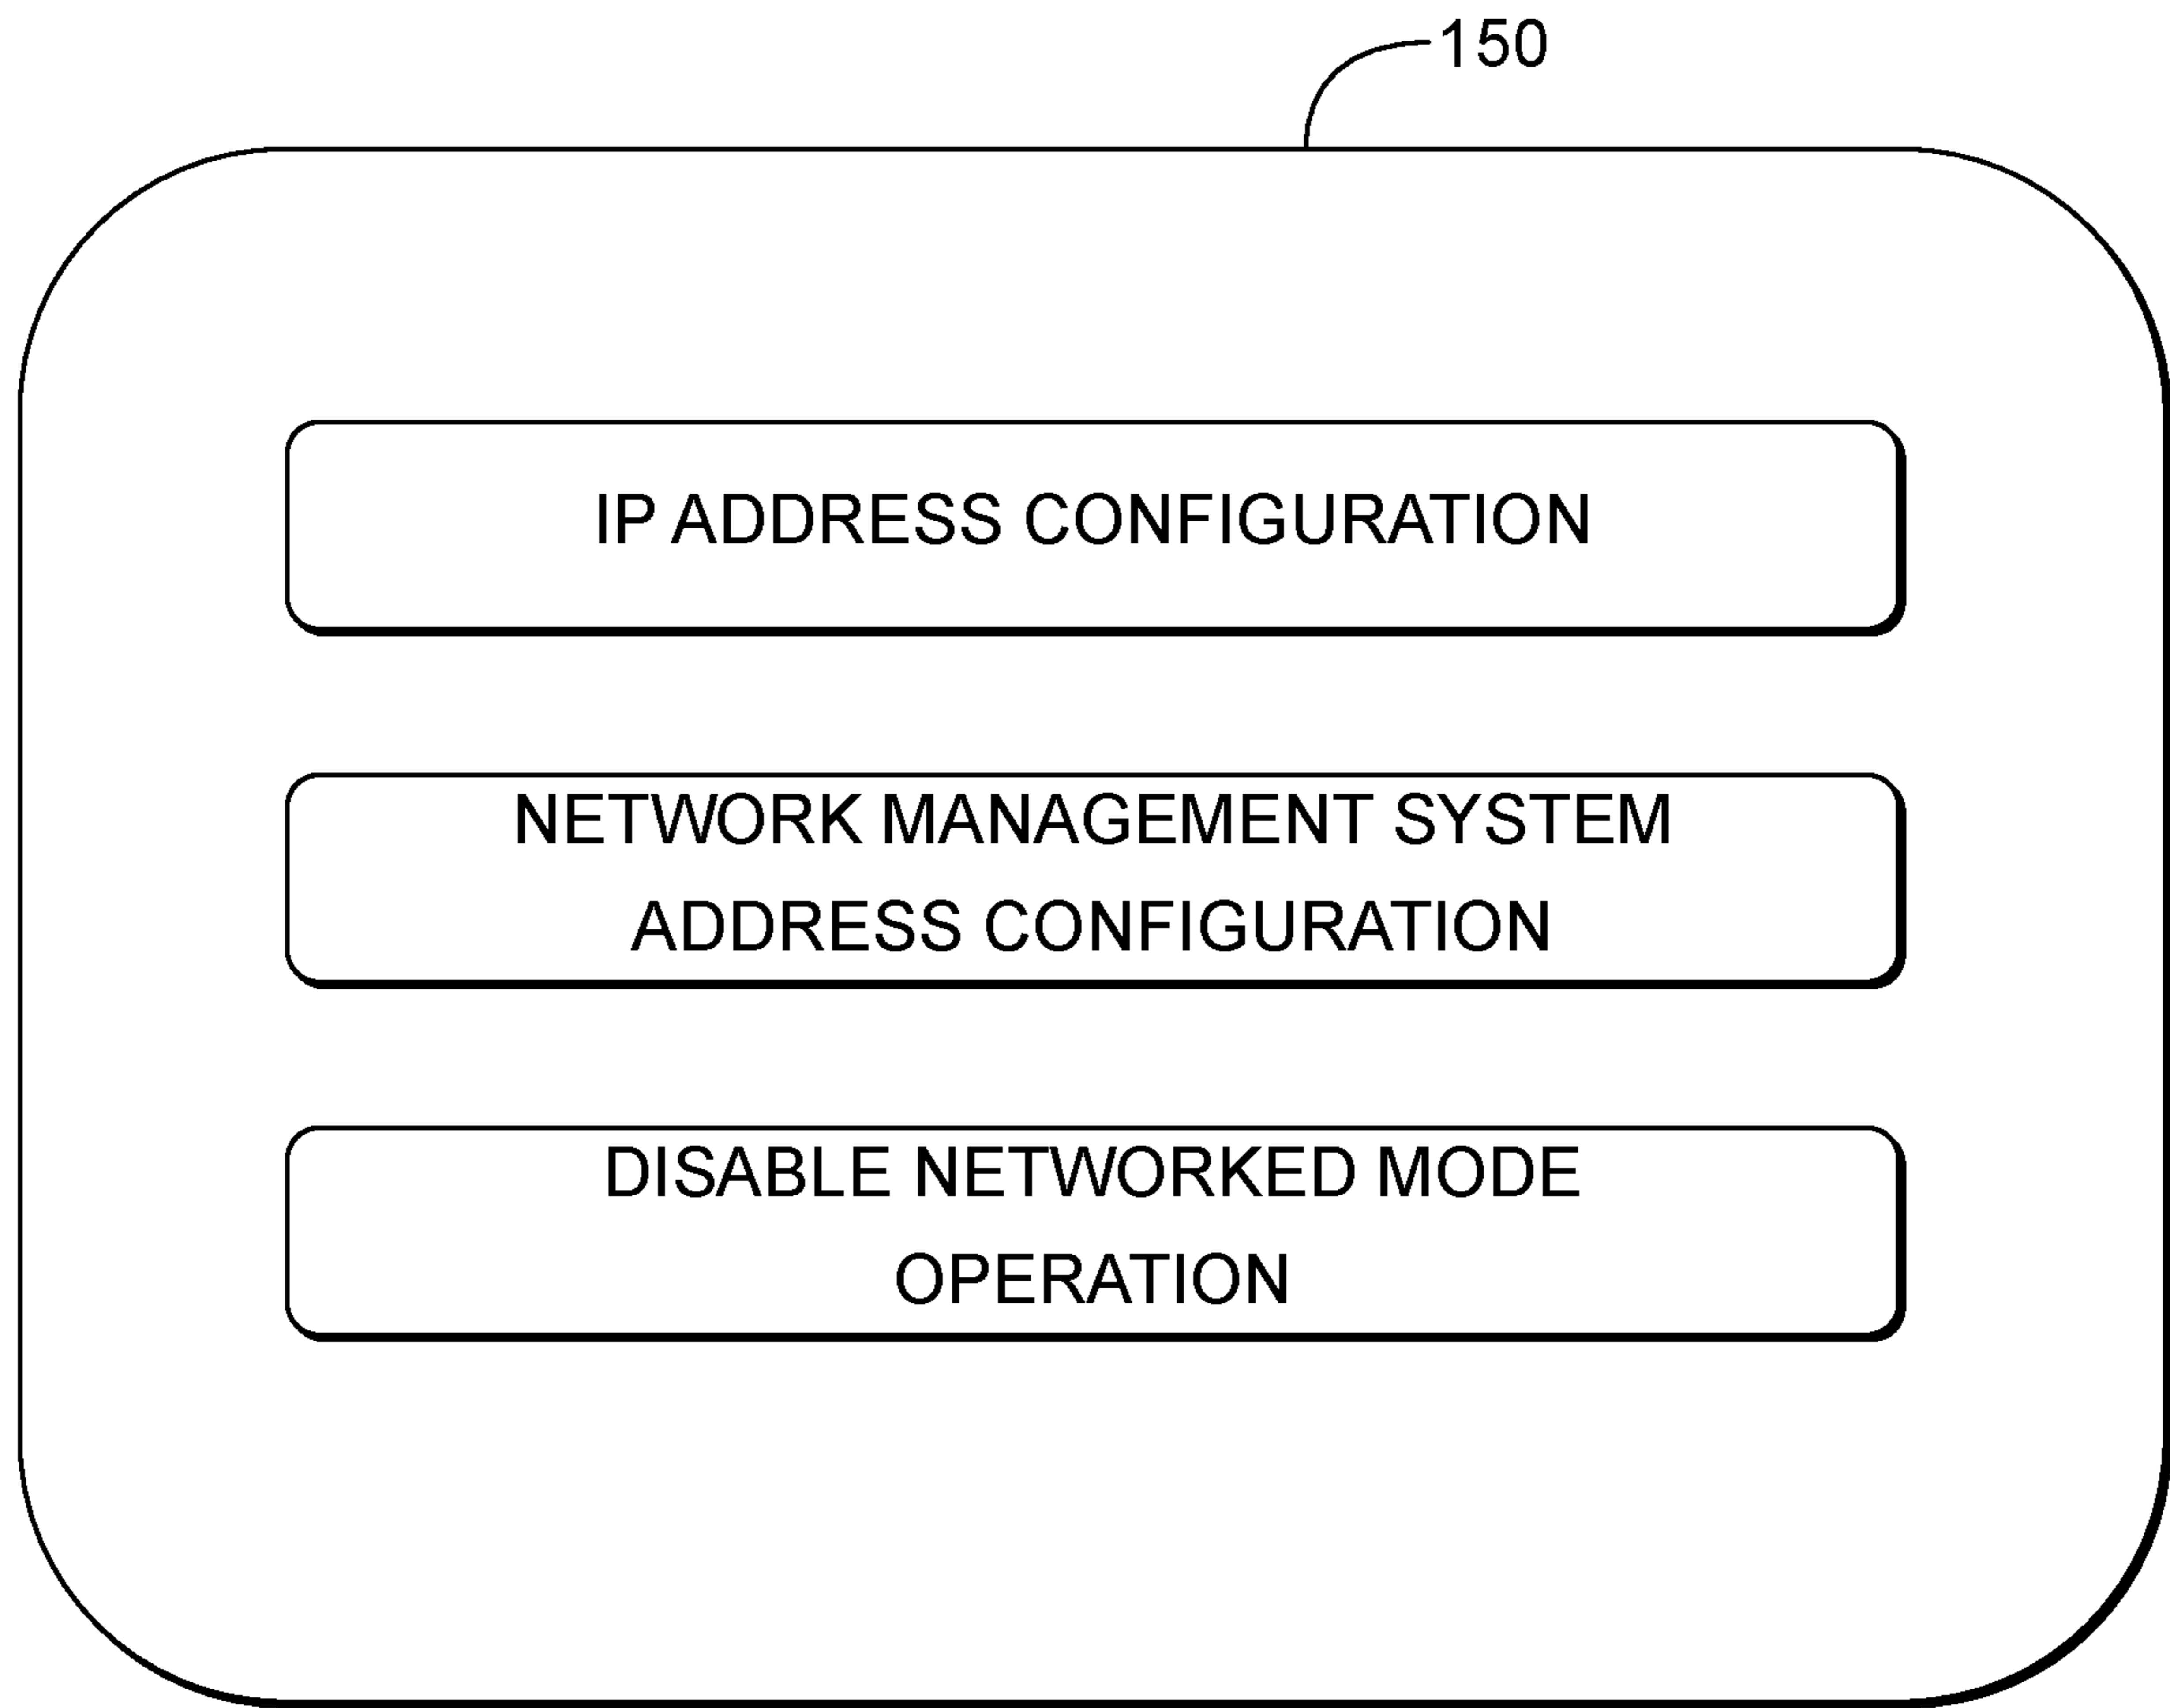 150
IP ADDRESS CONFIGURATION
NETWORK MANAGEMENT SYSTEM
ADDRESS CONFIGURATION
DISABLE NETWORKED MODE
OPERATION